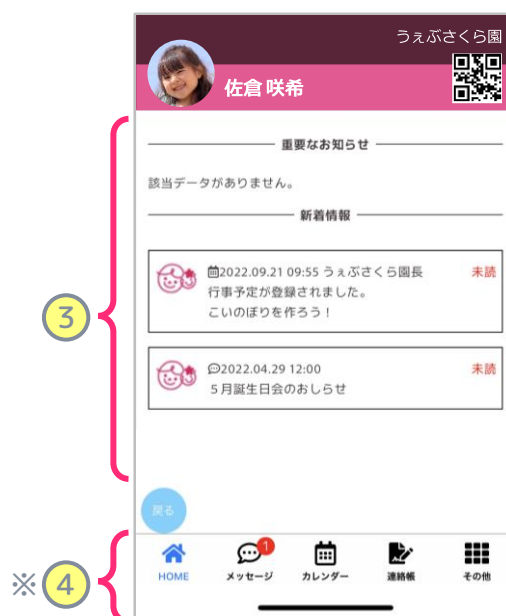 うぇぶさくら園
佐倉 咲希
重要なお知らせ
該当データがありません。
新着情報
2022.09.21 09:55 うぇぶさくら園長
未読
行事予定が登録されました。
こいのぼりを作ろう！
2022.04.29 12:00
未読
５月誕生日会のおしらせ
③
戻る
1
HOME メッセージ カレンダー 連絡帳 その他
※④